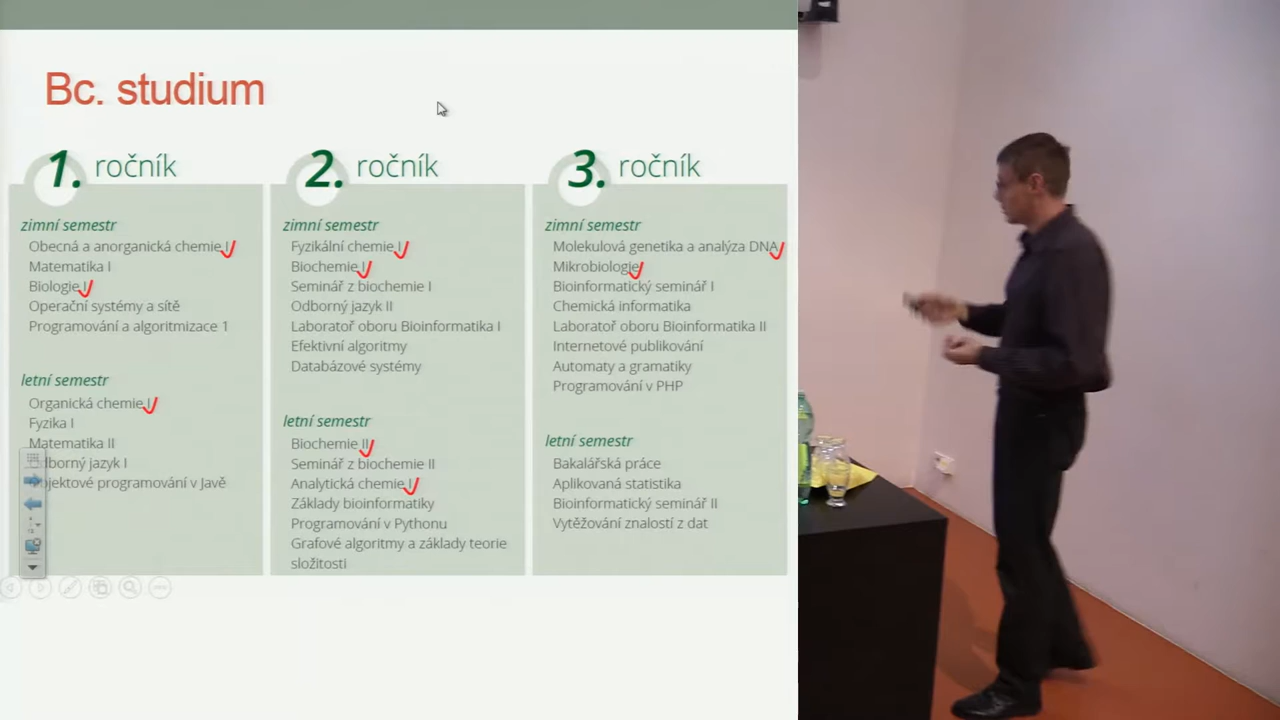 Bc. studium
1. ročník
zimní semestr
Obecná a anorganická chemie I
Matematika I
Biologie I
Operační systémy a sítě
Programování a algoritmizace 1
letní semestr
Organická chemie I
Fyzika I
Matematika II
Odborný jazyk I
Objektové programování v Javě
2. ročník
zimní semestr
Fyzikální chemie I
Biochemie I
Seminář z biochemie I
Odborný jazyk II
Laboratoř oboru Bioinformatika I
Efektivní algoritmy
Databázové systémy
letní semestr
Biochemie II
Seminář z biochemie II
Analytická chemie I
Základy bioinformatiky
Programování v Pythonu
Grafové algoritmy a základy teorie
složitosti
3. ročník
zimní semestr
Molekulová genetika a analýza DNA
Mikrobiologie
Bioinformatický seminář I
Chemická informatika
Laboratoř oboru Bioinformatika II
Internetové publikování
Automaty a gramatiky
Programování v PHP
letní semestr
Bakalářská práce
Aplikovaná statistika
Bioinformatický seminář II
Vytěžování znalostí z dat